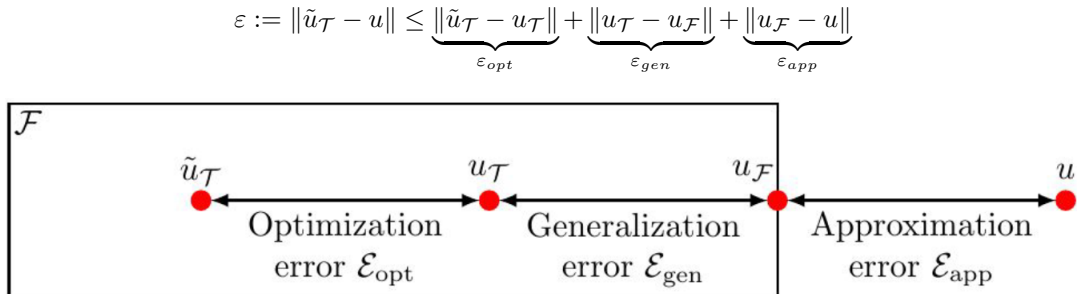 ε := ∥ũ_𝒯 − u∥ ≤ ∥ũ_𝒯 − u_𝒯∥ + ∥u_𝒯 − u_ℱ∥ + ∥u_ℱ − u∥
ε_opt ε_gen ε_app
ℱ
ũ_𝒯 u_𝒯 u_ℱ u
Optimization Generalization Approximation
error ℰ_opt error ℰ_gen error ℰ_app